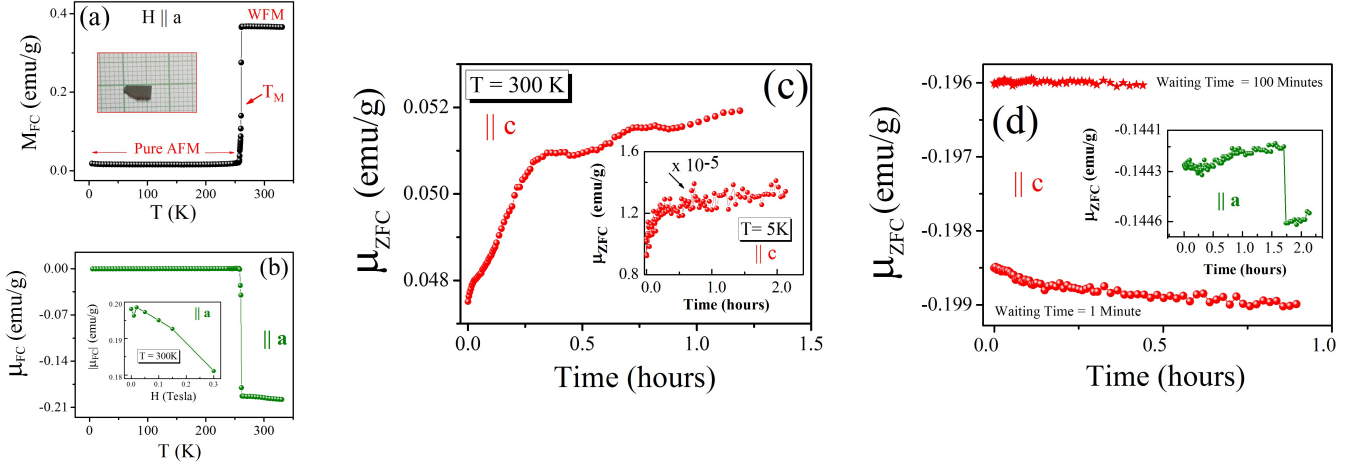 (a)
H || a
WFM
T_M
Pure AFM
M_FC (emu/g)
0.4
0.2
0.0
0
100
200
300
T (K)
(b)
|| a
μ_FC (emu/g)
0.00
-0.07
-0.14
-0.21
0
100
200
300
T (K)
|μ_FC| (emu/g)
0.20
0.19
0.18
|| a
T = 300K
0.0
0.1
0.2
0.3
H (Tesla)
T = 300 K
(c)
|| c
μ_ZFC (emu/g)
0.052
0.050
0.048
0.0
0.5
1.0
1.5
Time (hours)
μ_ZFC (emu/g)
1.6
1.2
0.8
x 10^-5
T= 5K
|| c
0.0
1.0
2.0
Time (hours)
Waiting Time = 100 Minutes
(d)
|| c
μ_ZFC(emu/g)
-0.196
-0.197
-0.198
-0.199
Waiting Time = 1 Minute
0.0
0.5
1.0
Time (hours)
μ_ZFC(emu/g)
-0.1441
-0.1443
-0.1446
|| a
0.0
0.5
1.0
1.5
2.0
Time (hours)